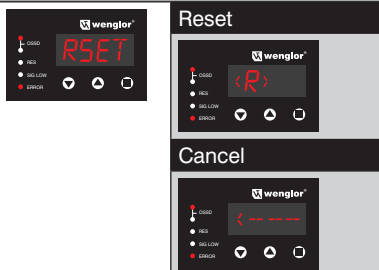 wenglor®
OSSD
RSET
RES
SIG LOW
ERROR
Reset
wenglor®
OSSD
<R>
RES
SIG LOW
ERROR
Cancel
wenglor®
OSSD
<-----
RES
SIG LOW
ERROR